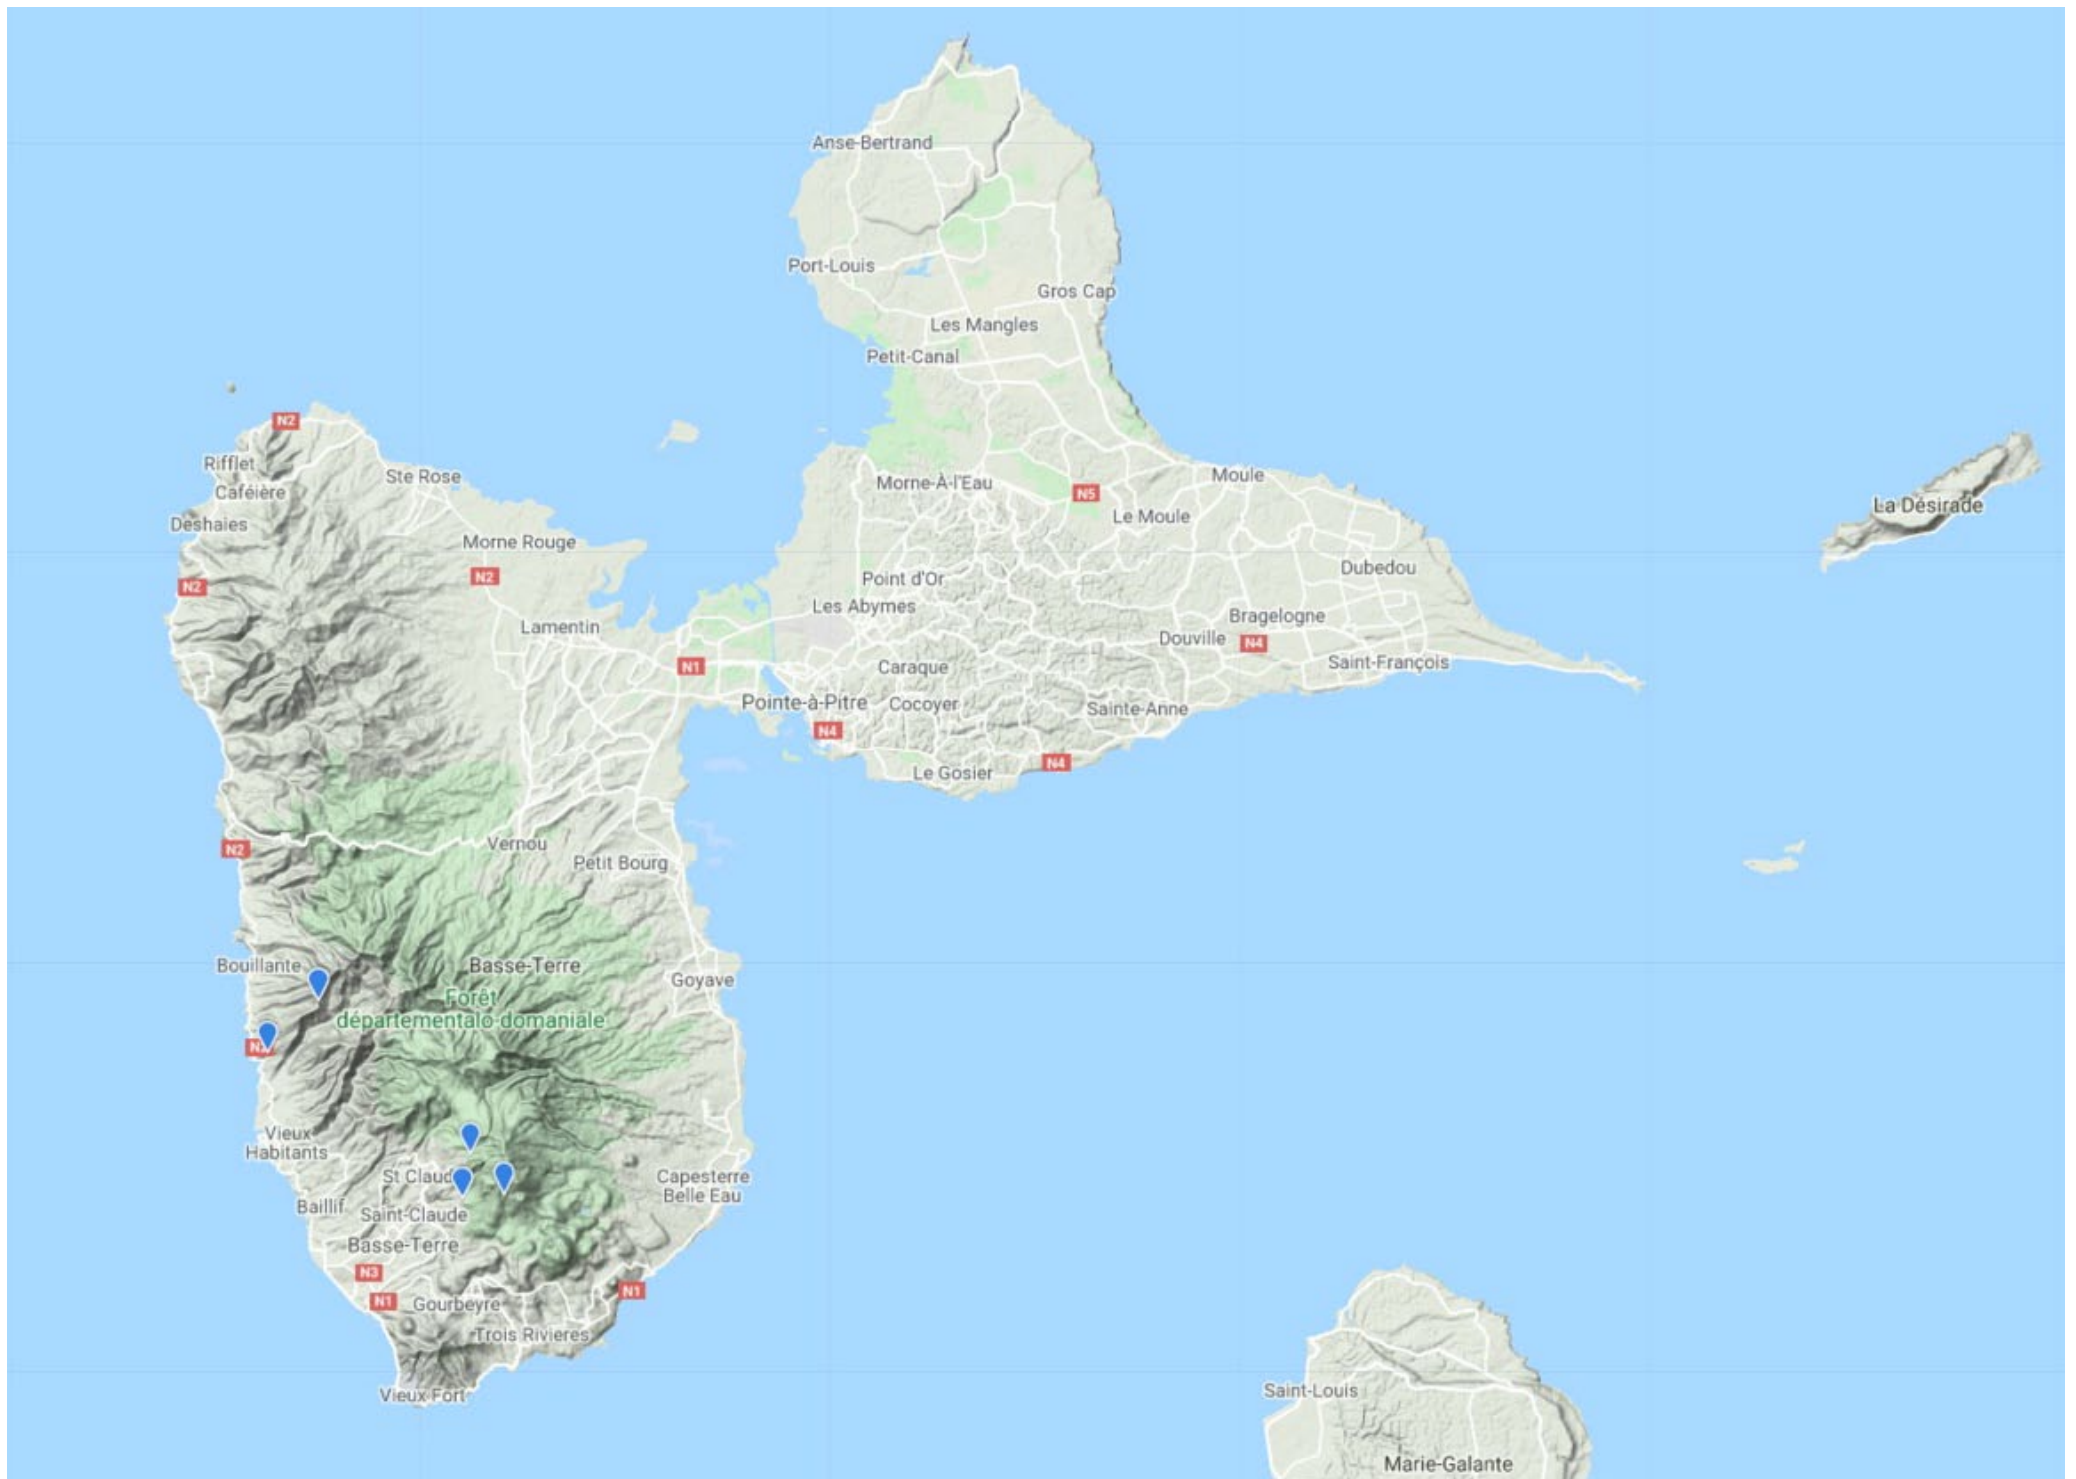 Anse-Bertrand
Port-Louis
Gros Cap
Les Mangles
Petit-Canal
N2
Rifflet
Ste Rose
Caféière
Deshaies
Morne-À-l'Eau
N5
Moule
Le Moule
La Désirade
Morne Rouge
N2
N2
Point d'Or
Dubedou
Les Abymes
Lamentin
Bragelogne
Douville
N4
N1
Caraque
Saint-François
Pointe-à-Pitre
Cocoyer
Sainte-Anne
N4
N4
Le Gosier
N2
Vernou
Petit Bourg
Bouillante
Basse-Terre
Goyave
Forêt
départementalo domaniale
Vieux
Habitants
St Claud
Capesterre
Belle Eau
Baillif
Saint-Claude
Basse-Terre
N3
N1
N1
Gourbeyre
Trois Rivieres
Vieux Fort
Saint-Louis
Marie-Galante